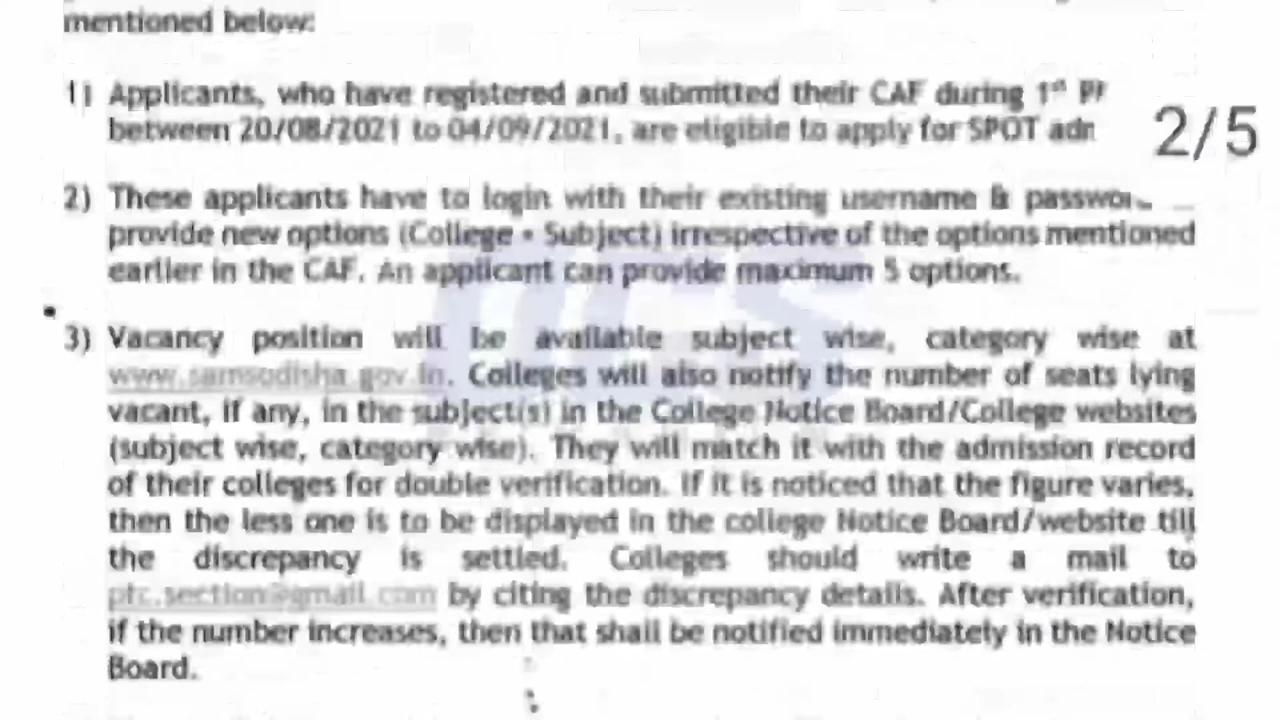 mentioned below:
1) Applicants, who have registered and submitted their CAF during 1st
between 20/08/2021 to 04/09/2021, are eligible to apply for SPOT
2/5
2) These applicants have to login with their existing username &
provide new options (College + Subject) irrespective of the options mentioned
earlier in the CAF. An applicant can provide maximum 5 options.
3) Vacancy position will be available subject wise, category wise at
www.samsodisha.gov.in. Colleges will also notify the number of seats lying
vacant, if any, in the subject(s) in the College Notice Board/College websites
(subject wise, category wise). They will match it with the admission record
of their colleges for double verification. If it is noticed that the figure varies,
then the less one is to be displayed in the college Notice Board/website till
the discrepancy is settled. Colleges should write a mail to
by citing the discrepancy details. After verification,
if the number increases, then that shall be notified immediately in the Notice
Board.